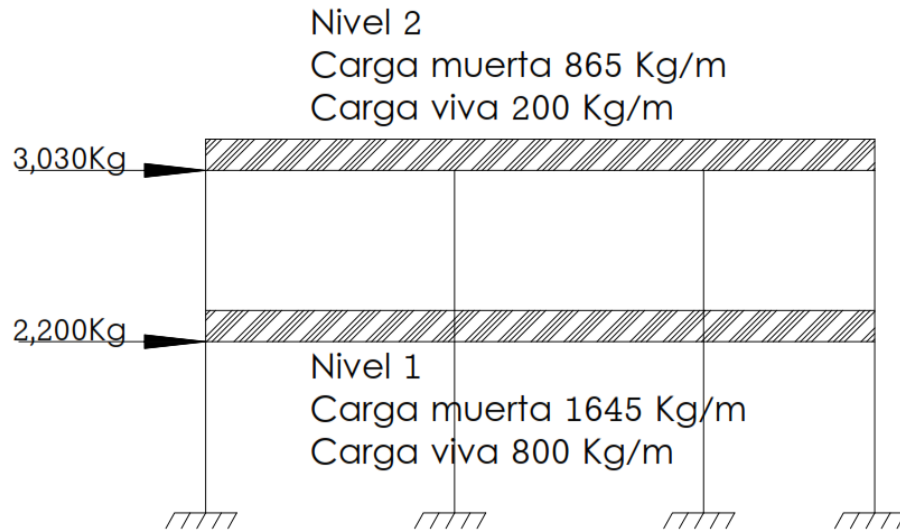 Nivel 2
Carga muerta 865 Kg/m
Carga viva 200 Kg/m
3,030Kg
2,200Kg
Nivel 1
Carga muerta 1645 Kg/m
Carga viva 800 Kg/m